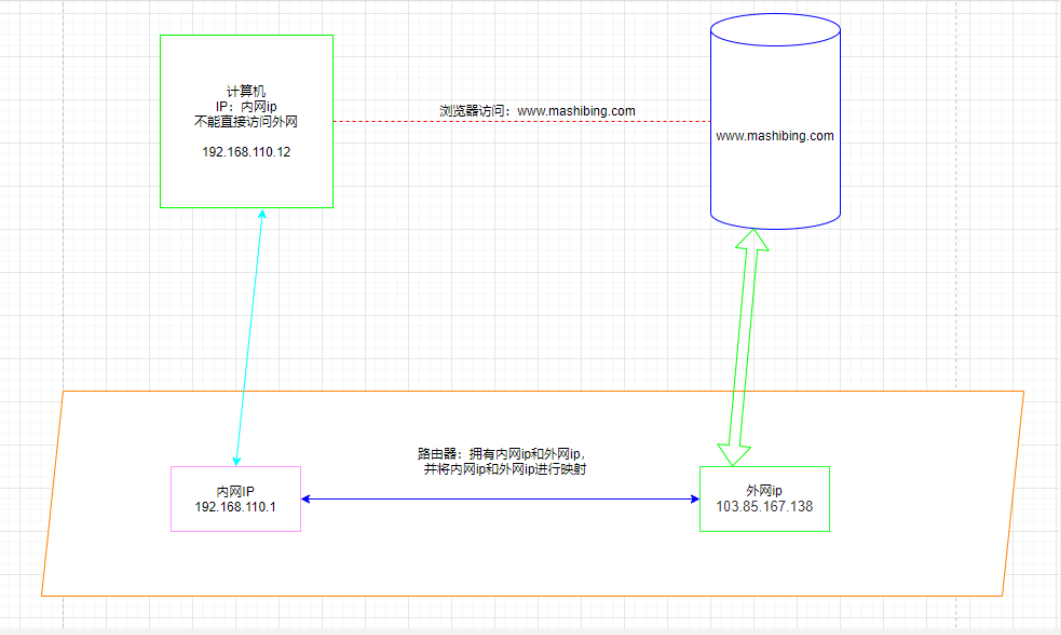 计算机
IP：内网ip
不能直接访问外网
192.168.110.12
浏览器访问：www.mashibing.com
www.mashibing.com
路由器：拥有内网ip和外网ip，
并将内网ip和外网ip进行映射
内网IP
192.168.110.1
外网ip
103.85.167.138